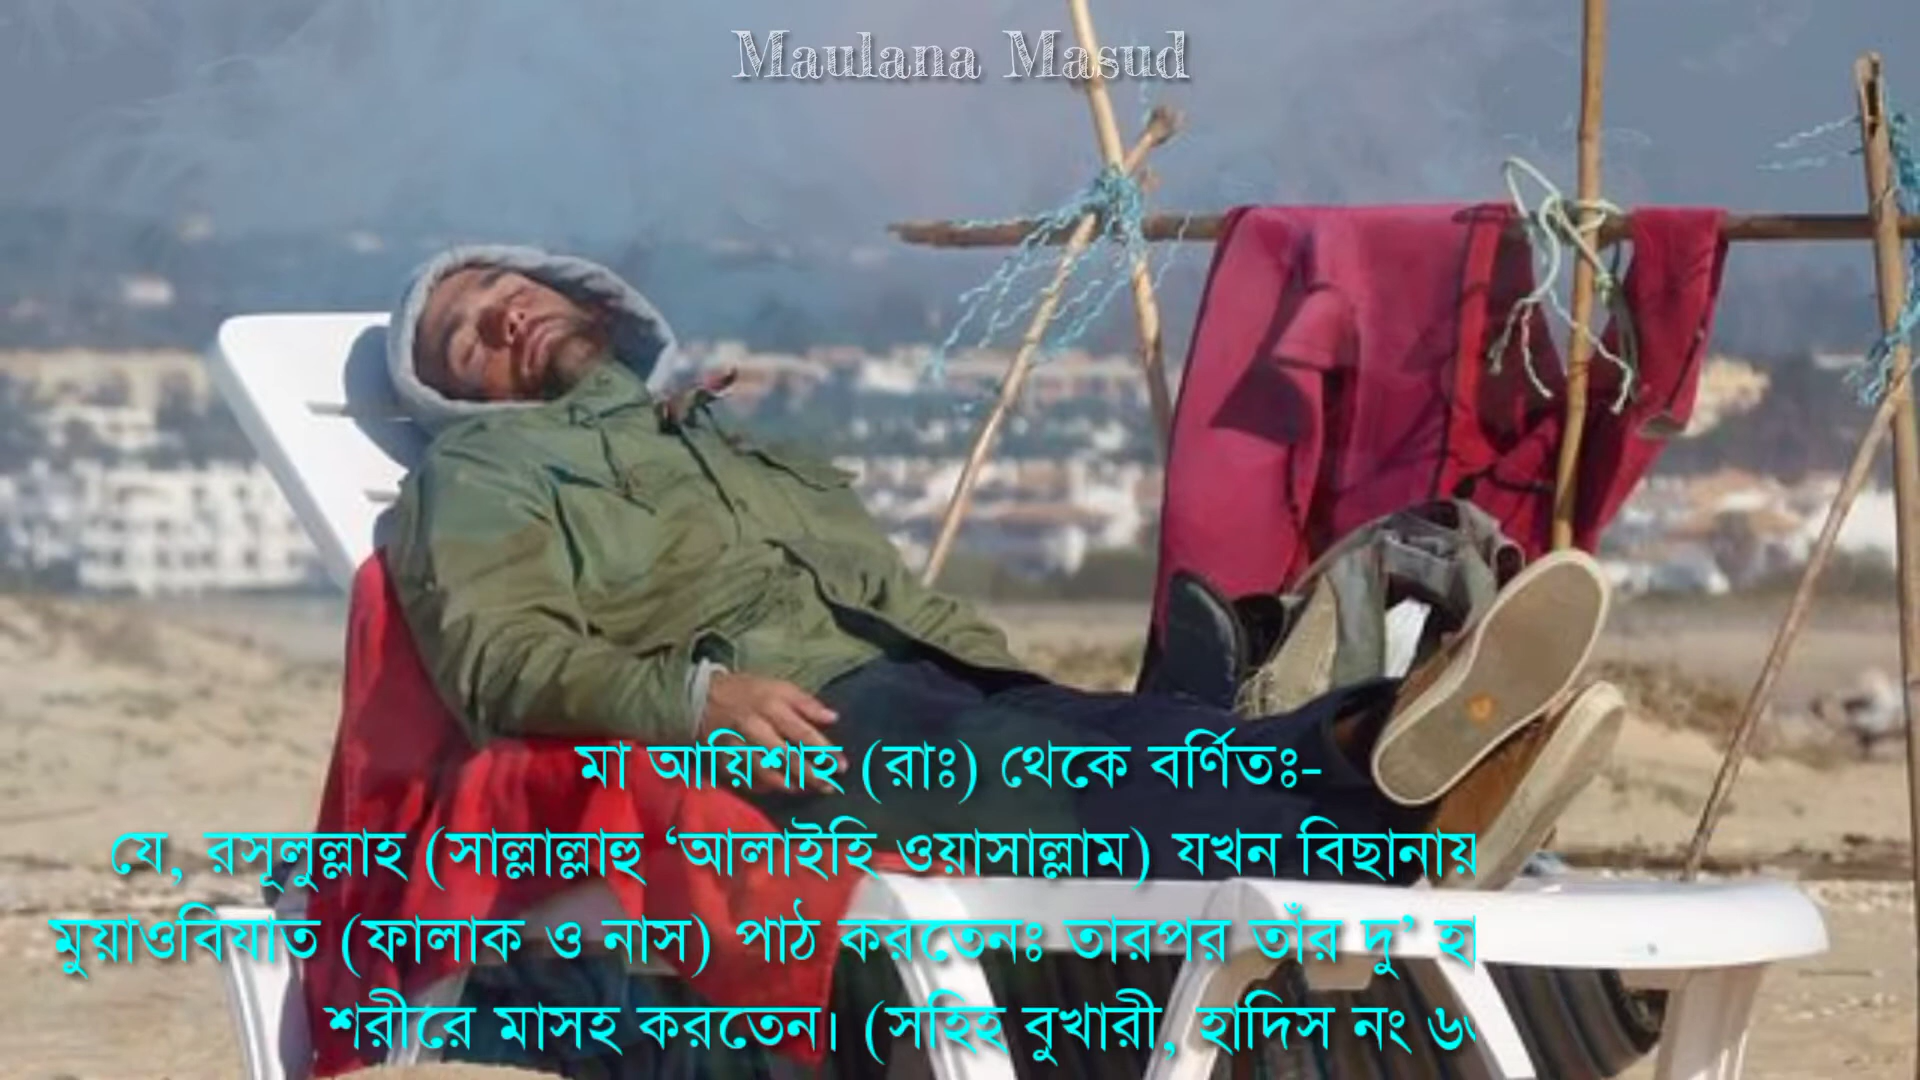 Maulana Masud
মা আয়িশাহ (রাঃ) থেকে বর্ণিতঃ-
যে, রসূলুল্লাহ (সাল্লাল্লাহু ‘আলাইহি ওয়াসাল্লাম) যখন বিছানায়
মুয়াওবিযাত (ফালাক ও নাস) পাঠ করতেনঃ তারপর তাঁর দু’
শরীরে মাসহ করতেন। (সহিহ বুখারী, হাদিস নং